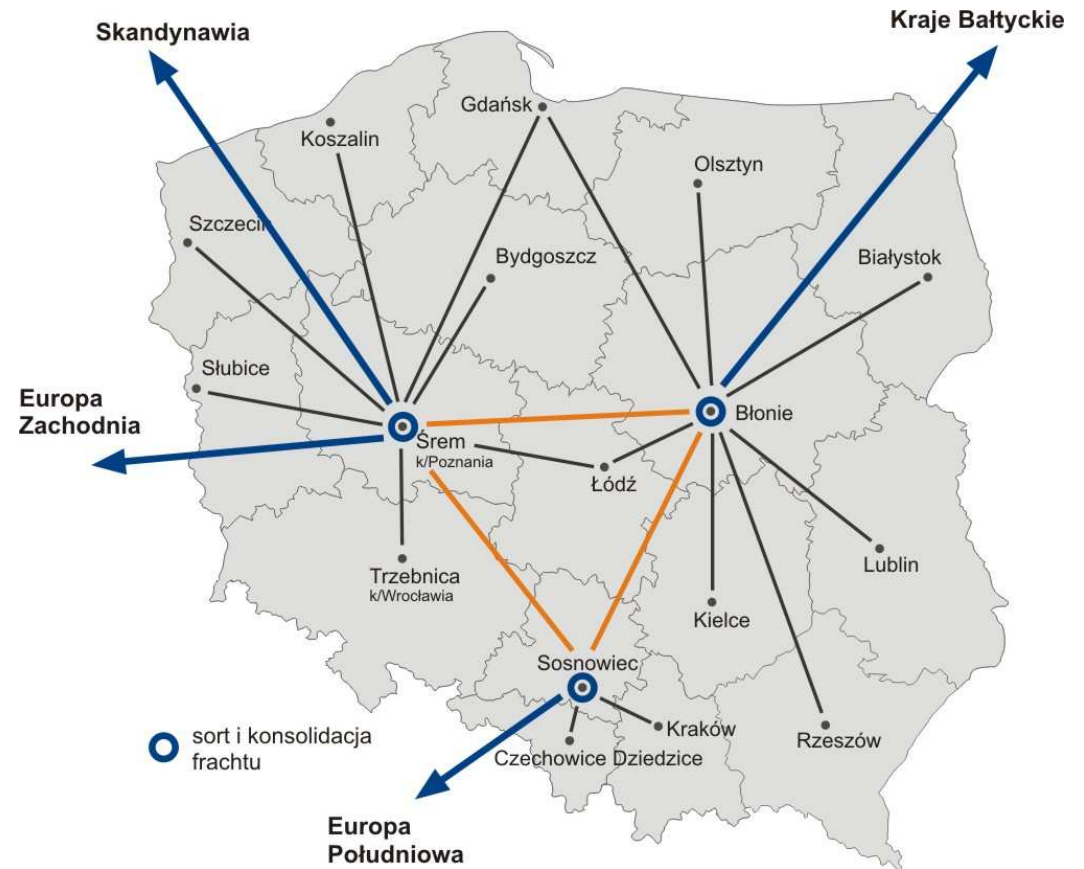 Skandynawia
Kraje Bałtyckie
Gdańsk
Koszalin
Olsztyn
Szczecin
Bydgoszcz
Białystok
Słubice
Europa
Zachodnia
Błonie
Śrem
k/Poznania
Łódź
Lublin
Trzebnica
k/Wrocławia
Kielce
Sosnowiec
Kraków
Rzeszów
sort i konsolidacja
frachtu
Czechowice Dziedzice
Europa
Południowa